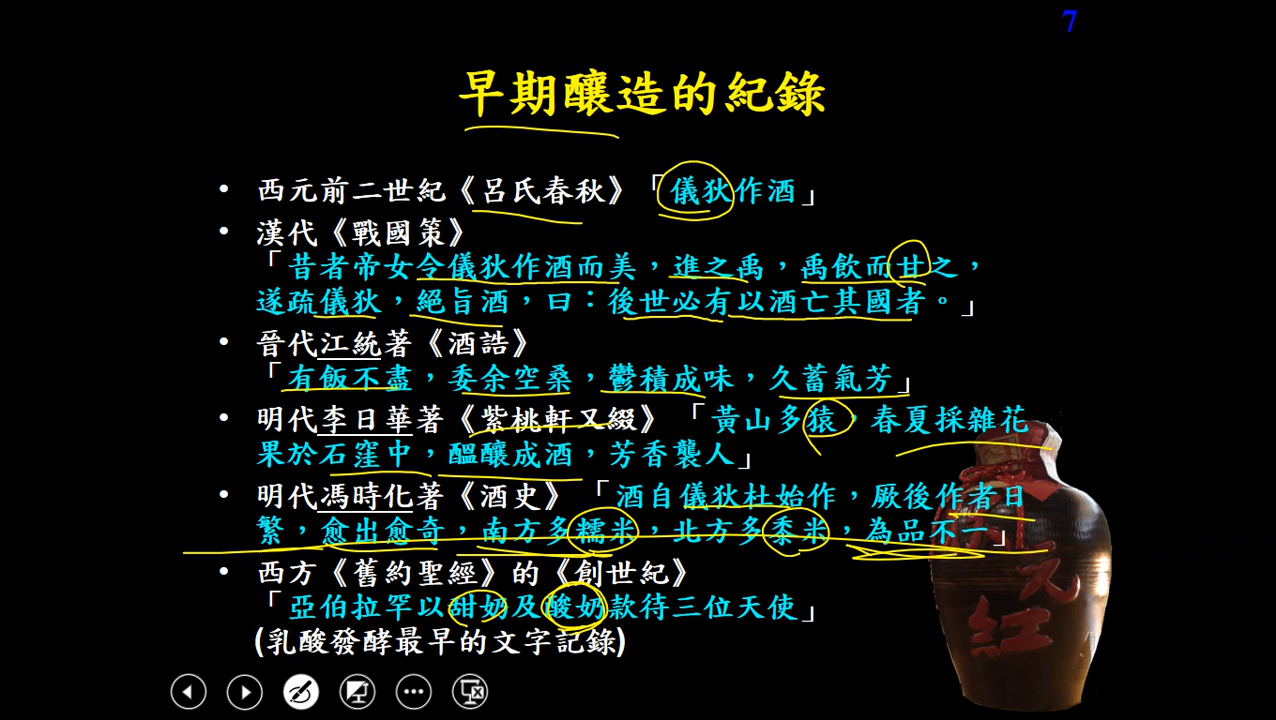 7
早期釀造的紀錄
• 西元前二世紀《呂氏春秋》「儀狄作酒」
• 漢代《戰國策》
「昔者帝女令儀狄作酒而美，進之禹，禹飲而甘之，
遂疏儀狄，絕旨酒，曰：後世必有以酒亡其國者。」
• 晉代江統著《酒誥》
「有飯不盡，委余空桑，鬱積成味，久蓄氣芳」
• 明代李日華著《紫桃軒又綴》「黃山多猿，春夏採雜花
果於石窪中，醞釀成酒，芳香襲人」
• 明代馮時化著《酒史》「酒自儀狄杜始作，厥後作者日
繁，愈出愈奇，南方多糯米，北方多黍米，為品不一」
• 西方《舊約聖經》的《創世紀》
「亞伯拉罕以甜奶及酸奶款待三位天使」
(乳酸發酵最早的文字記錄)
紅